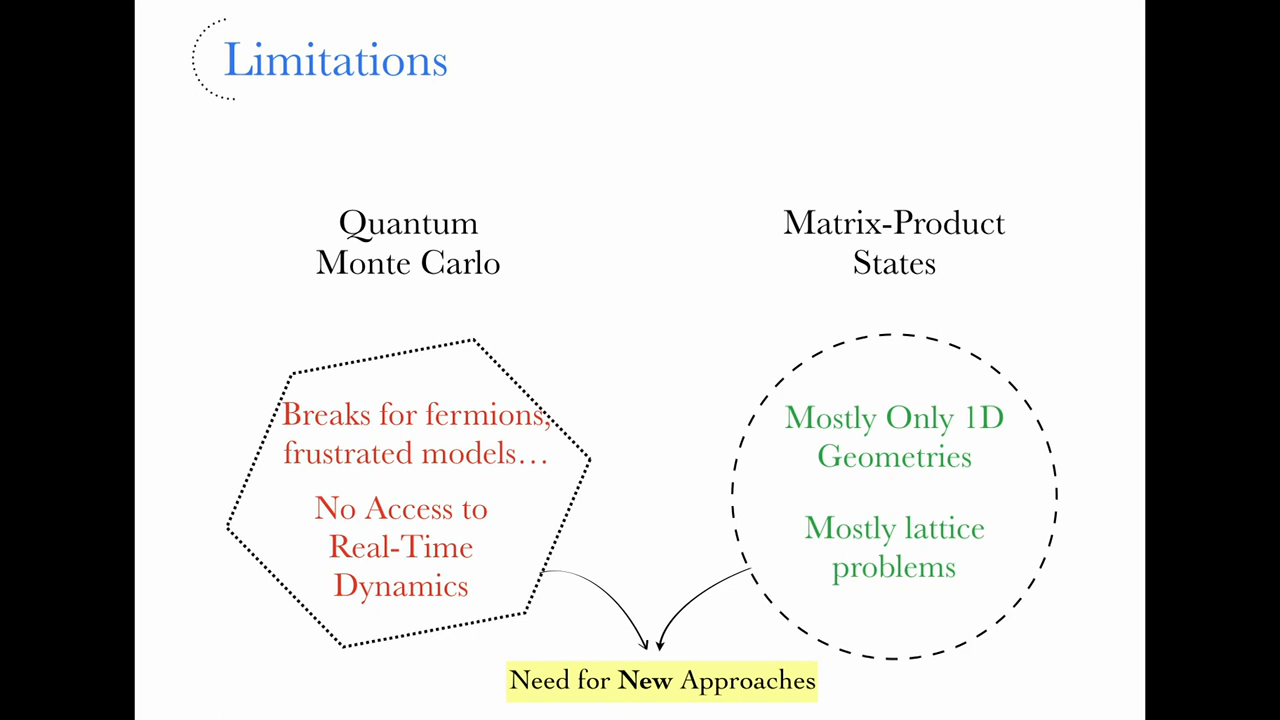 Limitations
Quantum
Monte Carlo
Breaks for fermions,
frustrated models…
No Access to
Real-Time
Dynamics
Matrix-Product
States
Mostly Only 1D
Geometries
Mostly lattice
problems
Need for New Approaches